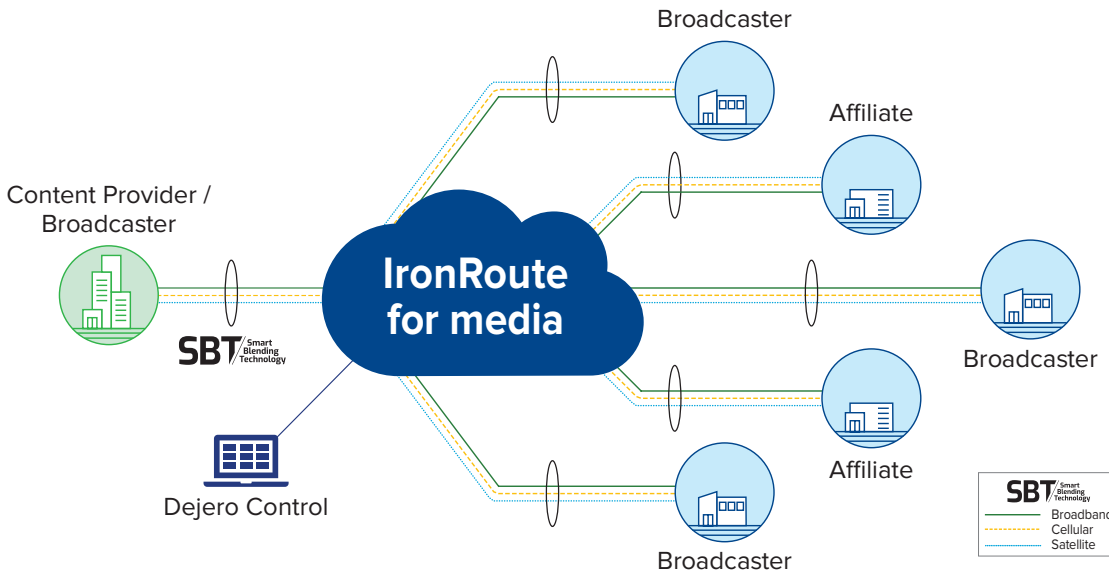 Broadcaster
Affiliate
Content Provider /
Broadcaster
IronRoute
for media
SBT Smart
Blending
Technology
Broadcaster
Dejero Control
Affiliate
Broadcaster
SBT Smart
Blending
Technology
Broadband
Cellular
Satellite